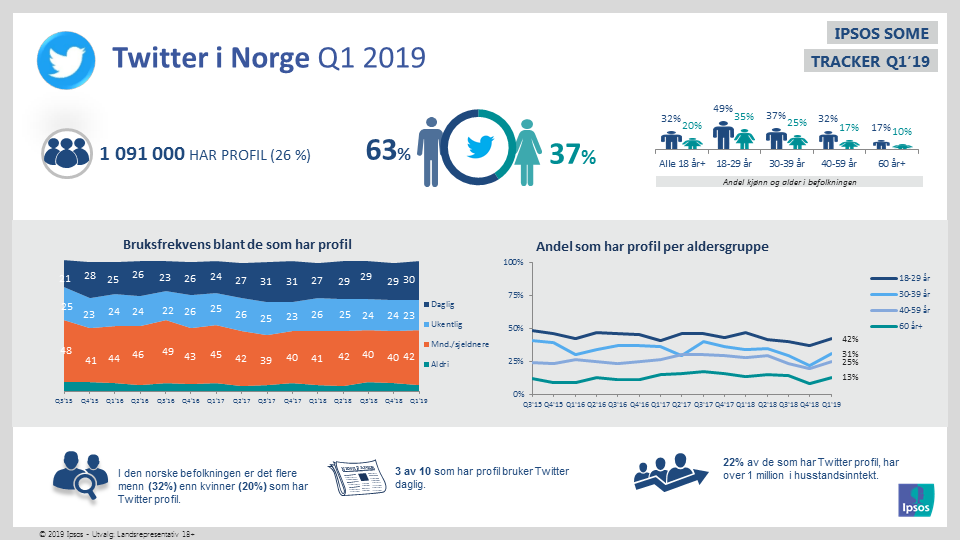 Twitter i Norge Q1 2019
IPSOS SOME
TRACKER Q1'19
1 091 000 HAR PROFIL (26 %)
63%
37%
32% 20% 49% 35% 37% 25% 32% 17% 17% 10%
Alle 18 år+ 18-29 år 30-39 år 40-59 år 60 år+
Andel kjønn og alder i befolkningen
Bruksfrekvens blant de som har profil
21 28 25 26 23 26 24 27 31 31 27 29 29 29 30
25 23 24 24 22 26 25 26 25 23 26 25 24 24 23
48 41 44 46 49 43 45 42 39 40 41 42 40 40 42
Daglig
Ukentlig
Mnd./sjeldnere
Aldri
Q3'15 Q4'15 Q1'16 Q2'16 Q3'16 Q4'16 Q1'17 Q2'17 Q3'17 Q4'17 Q1'18 Q2'18 Q3'18 Q4'18 Q1'19
Andel som har profil per aldersgruppe
100%
75%
50%
25%
0%
42%
31%
25%
13%
18-29 år
30-39 år
40-59 år
60 år+
Q3'15 Q4'15 Q1'16 Q2'16 Q3'16 Q4'16 Q1'17 Q2'17 Q3'17 Q4'17 Q1'18 Q2'18 Q3'18 Q4'18 Q1'19
I den norske befolkningen er det flere
menn (32%) enn kvinner (20%) som har
Twitter profil.
3 av 10 som har profil bruker Twitter
daglig.
22% av de som har Twitter profil, har
over 1 million i husstandsinntekt.
Ipsos
© 2019 Ipsos - Utvalg: Landsrepresentativ 18+